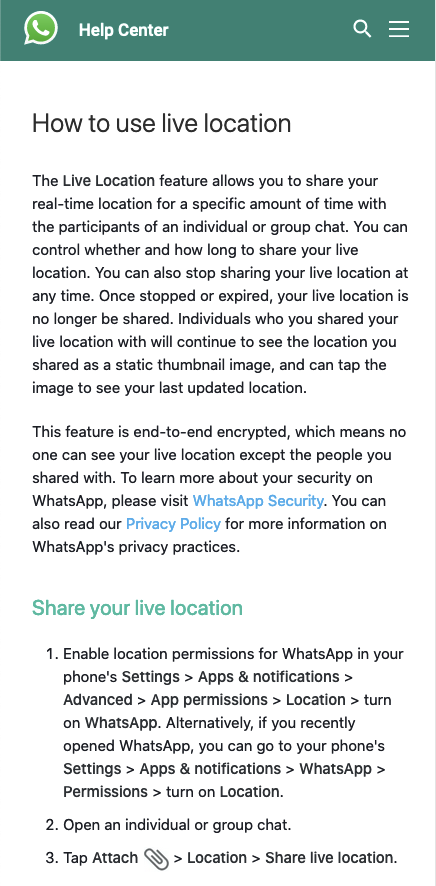 Help Center
How to use live location
The Live Location feature allows you to share your
real-time location for a specific amount of time with
the participants of an individual or group chat. You can
control whether and how long to share your live
location. You can also stop sharing your live location at
any time. Once stopped or expired, your live location is
no longer be shared. Individuals who you shared your
live location with will continue to see the location you
shared as a static thumbnail image, and can tap the
image to see your last updated location.
This feature is end-to-end encrypted, which means no
one can see your live location except the people you
shared with. To learn more about your security on
WhatsApp, please visit WhatsApp Security. You can
also read our Privacy Policy for more information on
WhatsApp's privacy practices.
Share your live location
1. Enable location permissions for WhatsApp in your
phone's Settings > Apps & notifications >
Advanced > App permissions > Location > turn
on WhatsApp. Alternatively, if you recently
opened WhatsApp, you can go to your phone's
Settings > Apps & notifications > WhatsApp >
Permissions > turn on Location.
2. Open an individual or group chat.
3. Tap Attach > Location > Share live location.